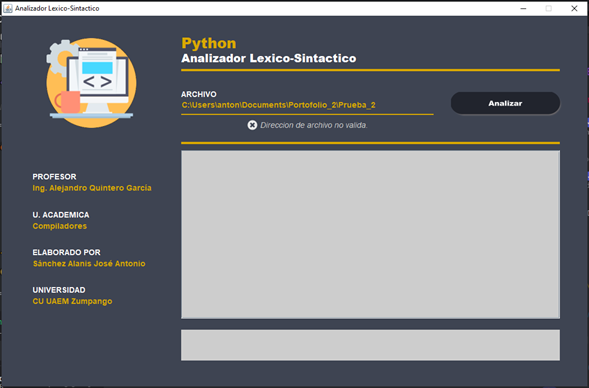 Analizador Lexico-Sintactico
Python
Analizador Lexico-Sintactico
ARCHIVO
C:\Users\anton\Documents\Portofolio_2\Prueba_2
Analizar
Direccion de archivo no valida.
PROFESOR
Ing. Alejandro Quintero García
U. ACADEMICA
Compiladores
ELABORADO POR
Sánchez Alanis José Antonio
UNIVERSIDAD
CU UAEM Zumpango